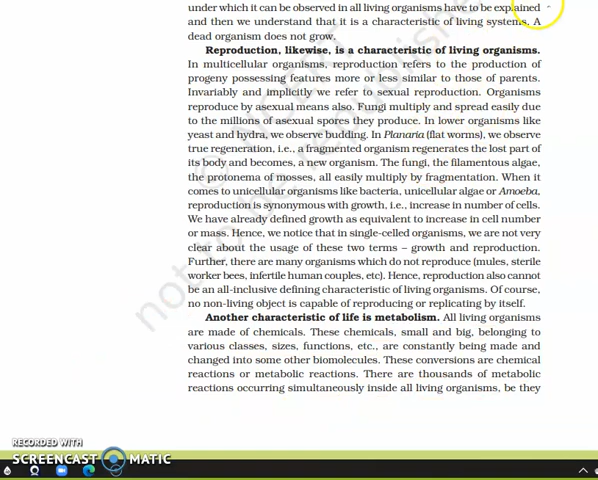 under which it can be observed in all living organisms have to be explained
and then we understand that it is a characteristic of living systems. A
dead organism does not grow.
Reproduction, likewise, is a characteristic of living organisms.
In multicellular organisms, reproduction refers to the production of
progeny possessing features more or less similar to those of parents.
Invariably and implicitly we refer to sexual reproduction. Organisms
reproduce by asexual means also. Fungi multiply and spread easily due
to the millions of asexual spores they produce. In lower organisms like
yeast and hydra, we observe budding. In Planaria (flat worms), we observe
true regeneration, i.e., a fragmented organism regenerates the lost part of
its body and becomes, a new organism. The fungi, the filamentous algae,
the protonema of mosses, all easily multiply by fragmentation. When it
comes to unicellular organisms like bacteria, unicellular algae or Amoeba,
reproduction is synonymous with growth, i.e., increase in number of cells.
We have already defined growth as equivalent to increase in cell number
or mass. Hence, we notice that in single-celled organisms, we are not very
clear about the usage of these two terms – growth and reproduction.
Further, there are many organisms which do not reproduce (mules, sterile
worker bees, infertile human couples, etc). Hence, reproduction also cannot
be an all-inclusive defining characteristic of living organisms. Of course,
no non-living object is capable of reproducing or replicating by itself.
Another characteristic of life is metabolism. All living organisms
are made of chemicals. These chemicals, small and big, belonging to
various classes, sizes, functions, etc., are constantly being made and
changed into some other biomolecules. These conversions are chemical
reactions or metabolic reactions. There are thousands of metabolic
reactions occurring simultaneously inside all living organisms, be they
© NCERT
not to be republished
RECORDED WITH
SCREENCAST MATIC